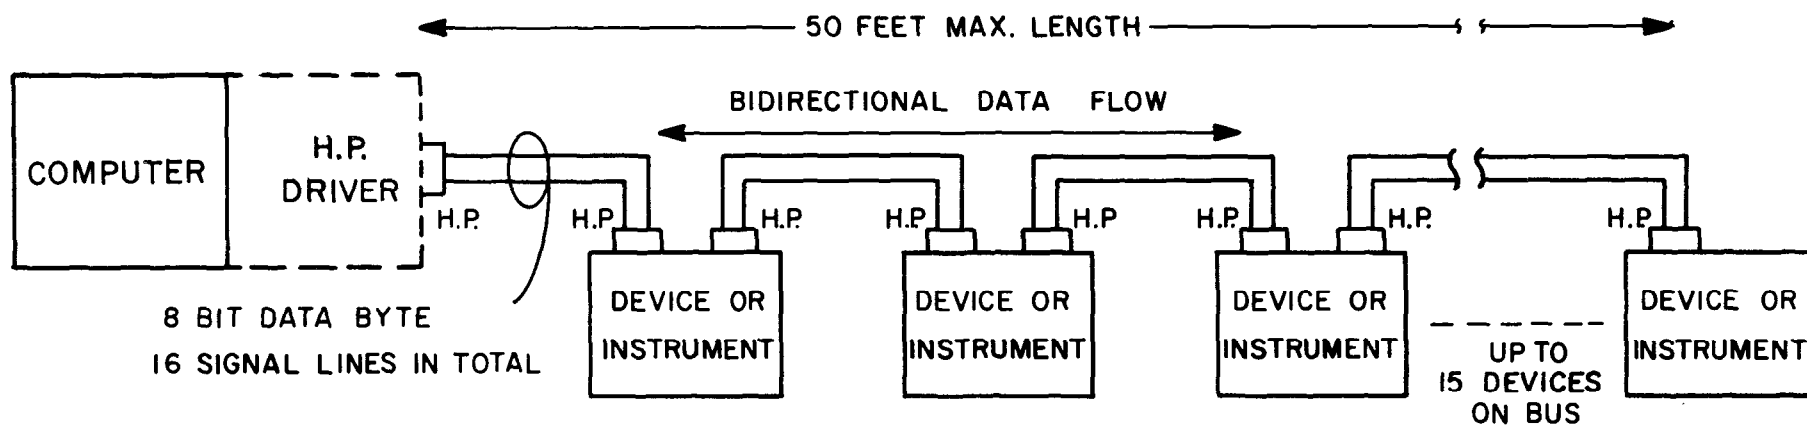 50 FEET MAX. LENGTH
BIDIRECTIONAL DATA FLOW
COMPUTER
H.P.
DRIVER
H.P.
H.P.
H.P.
H.P.
H.P
H.P.
H.P.
H.P.
8 BIT DATA BYTE
16 SIGNAL LINES IN TOTAL
DEVICE OR
INSTRUMENT
DEVICE OR
INSTRUMENT
DEVICE OR
INSTRUMENT
UP TO
15 DEVICES
ON BUS
DEVICE OR
INSTRUMENT